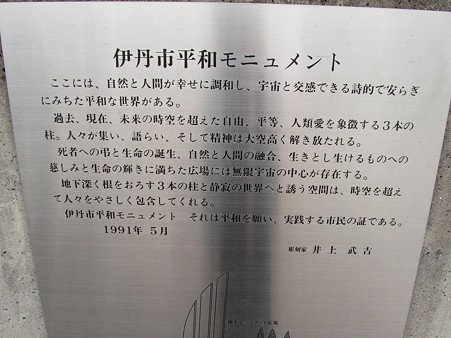 伊丹市平和モニュメント
ここには、自然と人間が幸せに調和し、宇宙と交感できる詩的で安らぎ
にみちた平和な世界がある。
過去、現在、未来の時空を超えた自由、平等、人類愛を象徴する3本の
柱。人々が集い、語らい、そして精神は大空高く解き放たれる。
死者への弔と生命の誕生、自然と人間の融合、生きとし生けるものへの
慈しみと生命の輝きに満ちた広場には無限宇宙の中心が存在する。
地下深く根をおろす3本の柱と静寂の世界へと誘う空間は、時空を超え
て人々をやさしく包含してくれる。
伊丹市平和モニュメント それは平和を願い、実践する市民の証である。
1991年 5月
彫刻家 井上 武吉